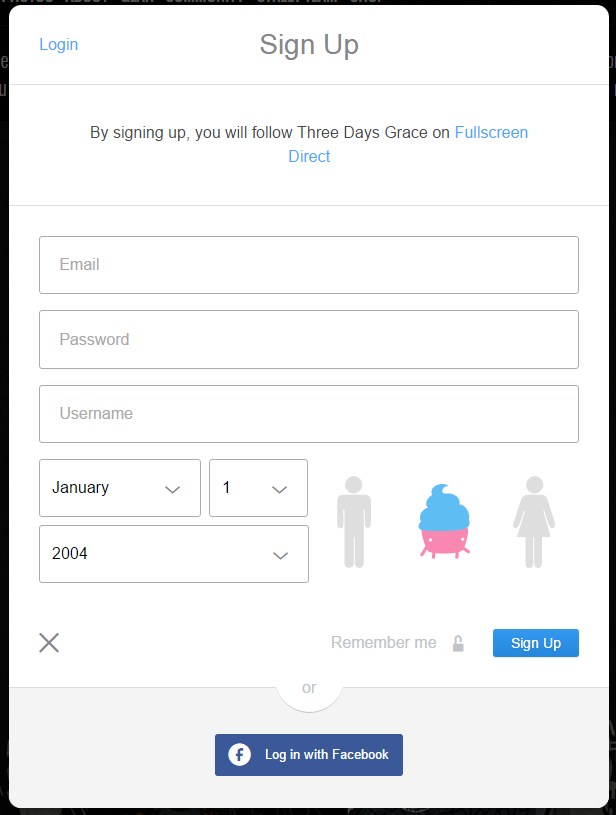 Login
Sign Up
By signing up, you will follow Three Days Grace on Fullscreen
Direct
Email
Password
Username
January
1
2004
Remember me
Sign Up
or
Log in with Facebook